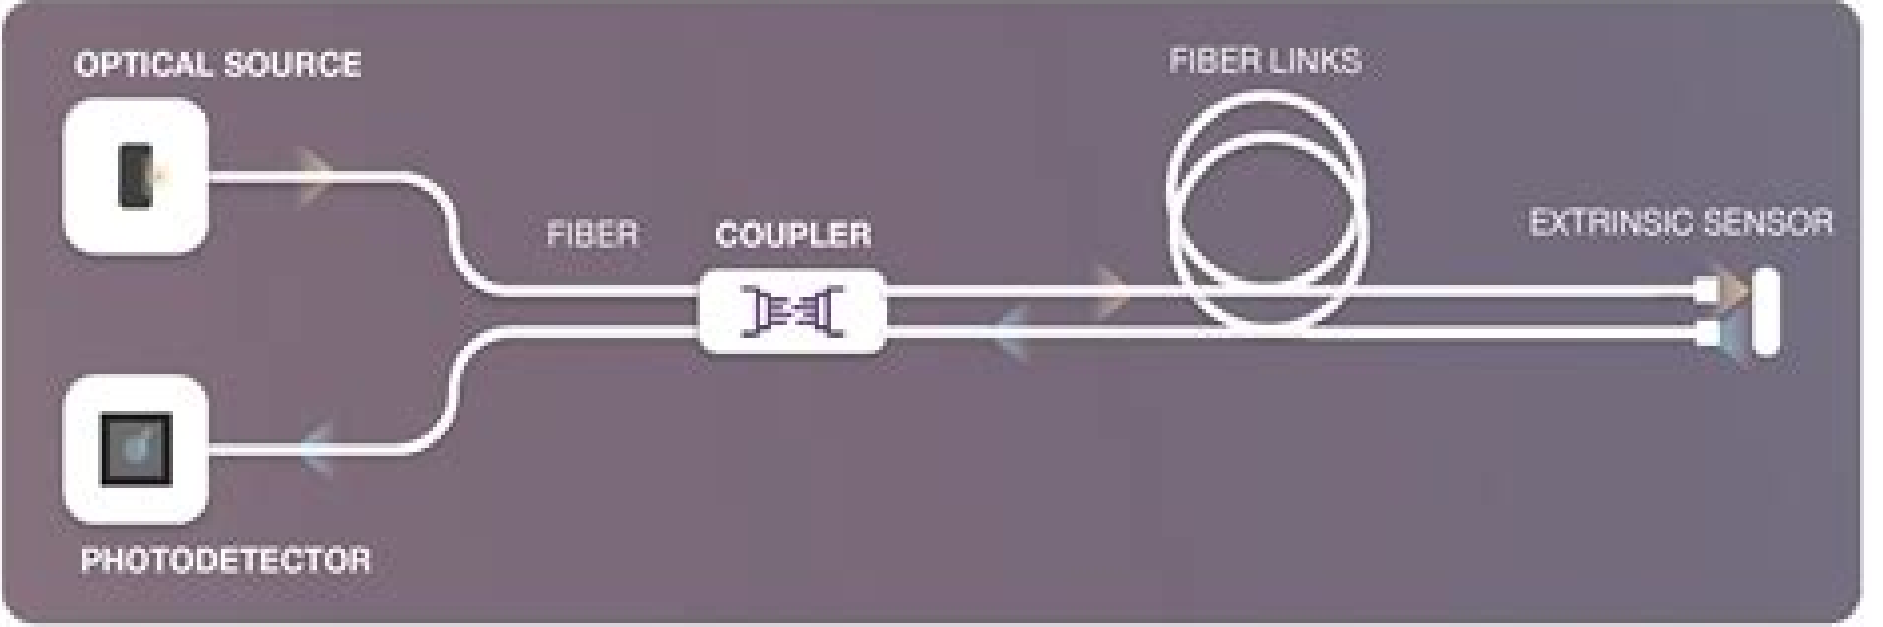 OPTICAL SOURCE
FIBER LINKS
EXTRINSIC SENSOR
FIBER
COUPLER
PHOTODETECTOR